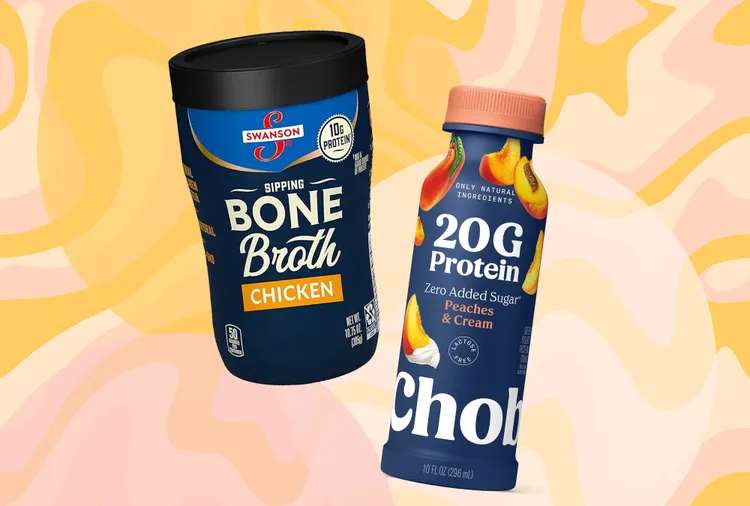 SWANSON
10G
PROTEIN
SIPPING
BONE
Broth
CHICKEN
NET WT.
10.75 OZ.
(305g)
50
ONLY NATURAL
INGREDIENTS
20G
Protein
Zero Added Sugar*
Peaches
& Cream
LACTOSE
FREE
Chob
10 FL OZ (296 mL)